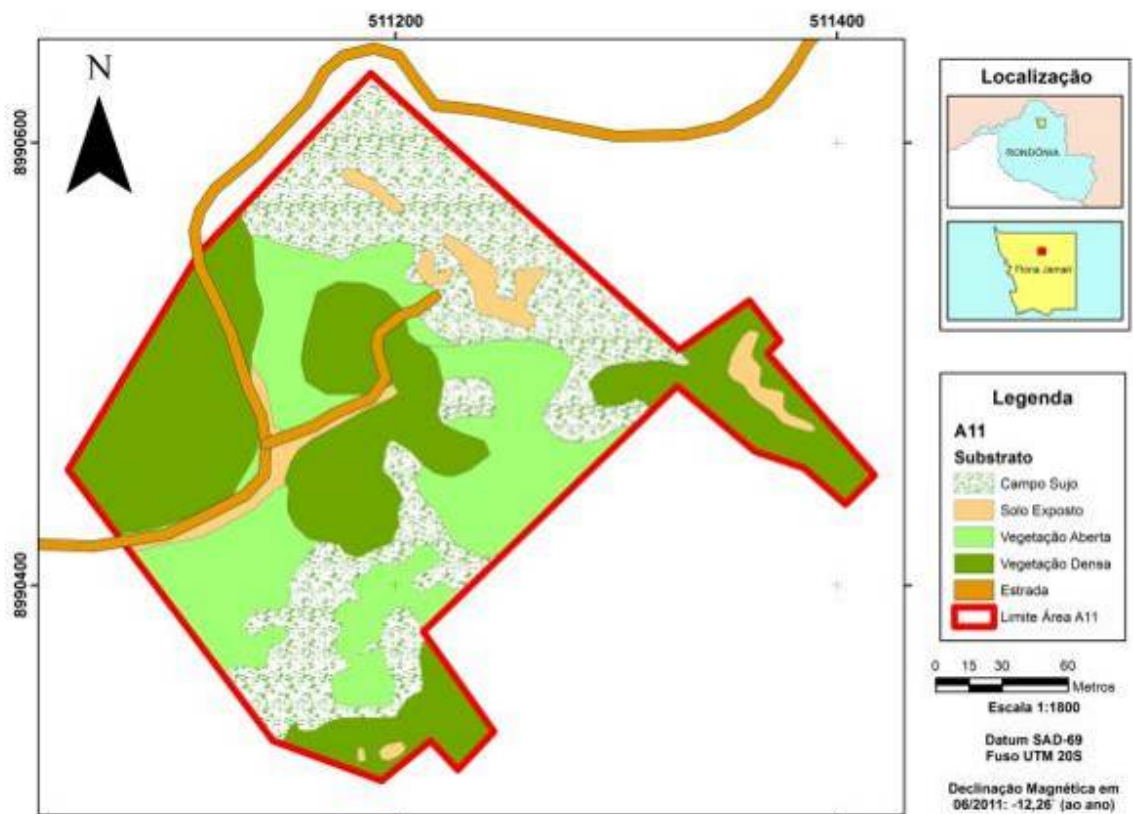 511200
511400
N
8990600
8990400
Localização
RONDÔNIA
Flona Jamari
Legenda
A11
Substrato
Campo Sujo
Solo Exposto
Vegetação Aberta
Vegetação Densa
Estrada
Limite Área A11
0 15 30 60
Metros
Escala 1:1800
Datum SAD-69
Fuso UTM 20S
Declinação Magnética em
06/2011: -12,26' (ao ano)